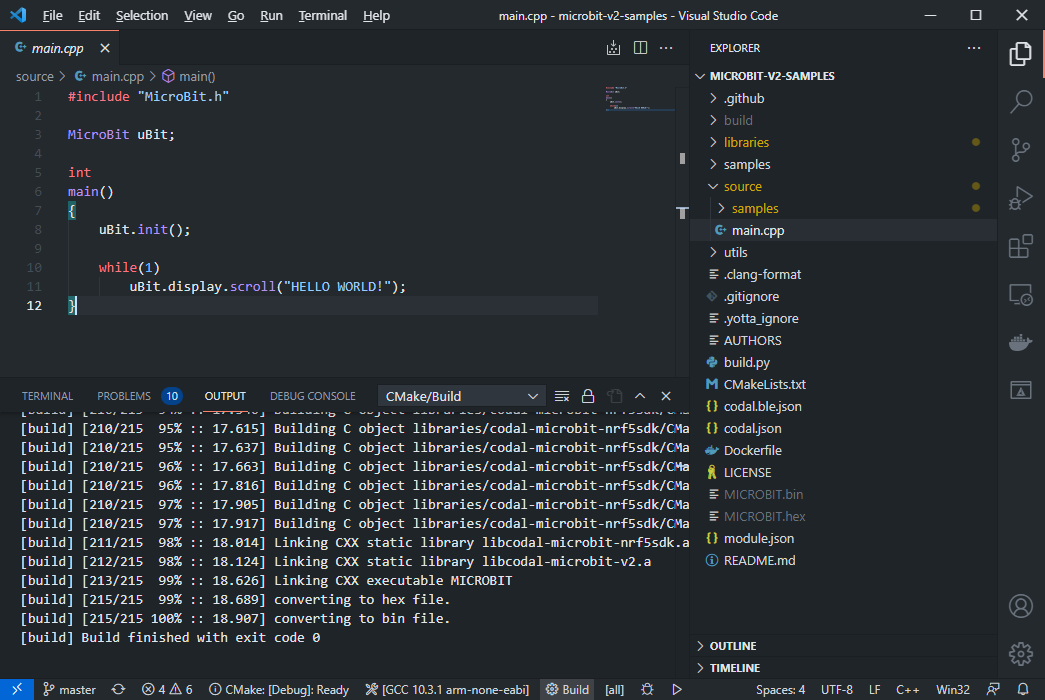 File Edit Selection View Go Run Terminal Help main.cpp - microbit-v2-samples - Visual Studio Code
main.cpp
source > main.cpp > main()
1 #include "MicroBit.h"
2
3 MicroBit uBit;
4
5 int
6 main()
7 {
8 uBit.init();
9
10 while(1)
11 uBit.display.scroll("HELLO WORLD!");
12 }
TERMINAL PROBLEMS 10 OUTPUT DEBUG CONSOLE CMake/Build
[build] [210/215 95% :: 17.615] Building C object libraries/codal-microbit-nrf5sdk/CMa
[build] [210/215 95% :: 17.637] Building C object libraries/codal-microbit-nrf5sdk/CMa
[build] [210/215 96% :: 17.663] Building C object libraries/codal-microbit-nrf5sdk/CMa
[build] [210/215 96% :: 17.816] Building C object libraries/codal-microbit-nrf5sdk/CMa
[build] [210/215 97% :: 17.905] Building C object libraries/codal-microbit-nrf5sdk/CMa
[build] [210/215 97% :: 17.917] Building C object libraries/codal-microbit-nrf5sdk/CMa
[build] [211/215 98% :: 18.014] Linking CXX static library libcodal-microbit-nrf5sdk.a
[build] [212/215 98% :: 18.124] Linking CXX static library libcodal-microbit-v2.a
[build] [213/215 99% :: 18.626] Linking CXX executable MICROBIT
[build] [215/215 99% :: 18.689] converting to hex file.
[build] [215/215 100% :: 18.907] converting to bin file.
[build] Build finished with exit code 0
EXPLORER
MICROBIT-V2-SAMPLES
.github
build
libraries
samples
source
samples
main.cpp
utils
.clang-format
.gitignore
.yotta_ignore
AUTHORS
build.py
CMakeLists.txt
codal.ble.json
codal.json
Dockerfile
LICENSE
MICROBIT.bin
MICROBIT.hex
module.json
README.md
OUTLINE
TIMELINE
master 4 6 CMake: [Debug]: Ready [GCC 10.3.1 arm-none-eabi] Build [all] Spaces: 4 UTF-8 LF C++ Win32